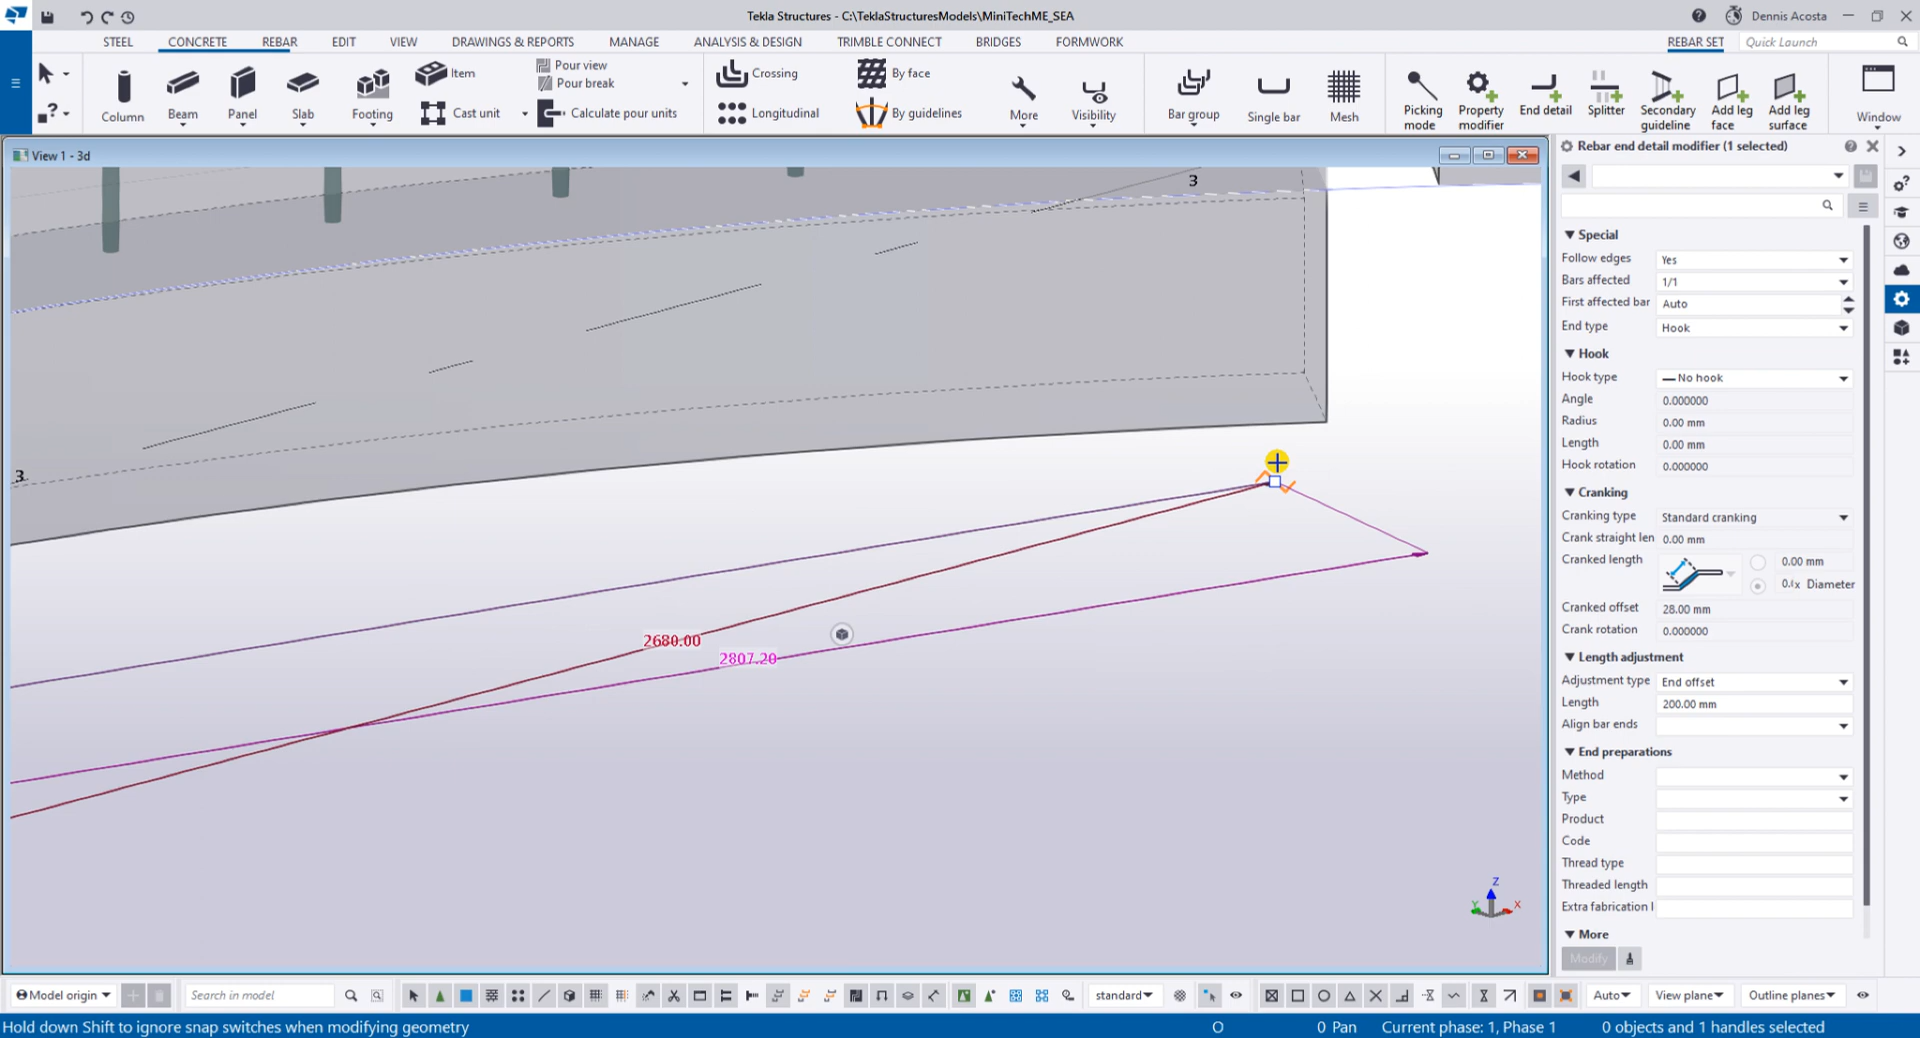 Tekla Structures - C:\TeklaStructuresModels\MiniTechME_SEA
Dennis Acosta
STEEL CONCRETE REBAR EDIT VIEW DRAWINGS & REPORTS MANAGE ANALYSIS & DESIGN TRIMBLE CONNECT BRIDGES FORMWORK REBAR SET Quick Launch
Column Beam Panel Slab Footing
Item
Cast unit
Pour view
Pour break
Calculate pour units
Crossing
Longitudinal
By face
By guidelines
More Visibility
Bar group Single bar Mesh
Picking mode
Property modifier
End detail
Splitter
Secondary guideline
Add leg face
Add leg surface
Window
View 1 - 3d
3
3
2680.00
2807.20
Z
Y X
Rebar end detail modifier (1 selected)
Special
Follow edges Yes
Bars affected 1/1
First affected bar Auto
End type Hook
Hook
Hook type No hook
Angle 0.000000
Radius 0.00 mm
Length 0.00 mm
Hook rotation 0.000000
Cranking
Cranking type Standard cranking
Crank straight len 0.00 mm
Cranked length 0.00 mm
Diameter
Cranked offset 28.00 mm
Crank rotation 0.000000
Length adjustment
Adjustment type End offset
Length 200.00 mm
Align bar ends
End preparations
Method
Type
Product
Code
Thread type
Threaded length
Extra fabrication l
More
Modify
Model origin Search in model standard Auto View plane Outline planes
Hold down Shift to ignore snap switches when modifying geometry O 0 Pan Current phase: 1, Phase 1 0 objects and 1 handles selected